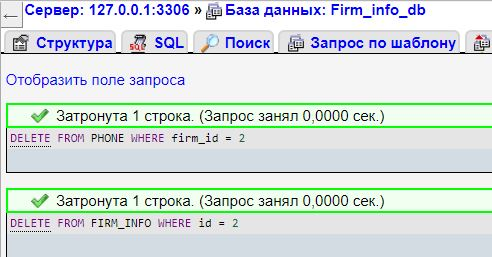 Сервер: 127.0.0.1:3306 » База данных: Firm_info_db
Структура SQL Поиск Запрос по шаблону
Отобразить поле запроса
Затронута 1 строка. (Запрос занял 0,0000 сек.)
DELETE FROM PHONE WHERE firm_id = 2
Затронута 1 строка. (Запрос занял 0,0000 сек.)
DELETE FROM FIRM_INFO WHERE id = 2